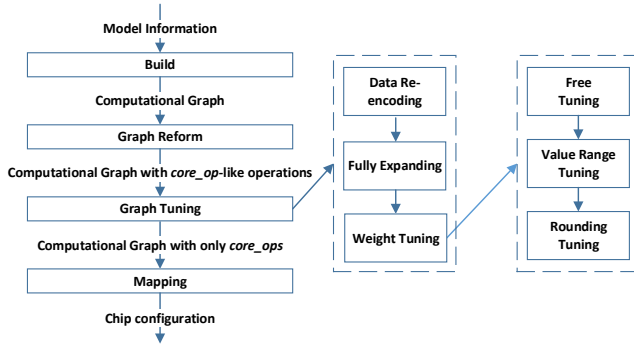 Model Information
Build
Computational Graph
Graph Reform
Computational Graph with core_op-like operations
Graph Tuning
Computational Graph with only core_ops
Mapping
Chip configuration
Data Re-
encoding
Fully Expanding
Weight Tuning
Free
Tuning
Value Range
Tuning
Rounding
Tuning